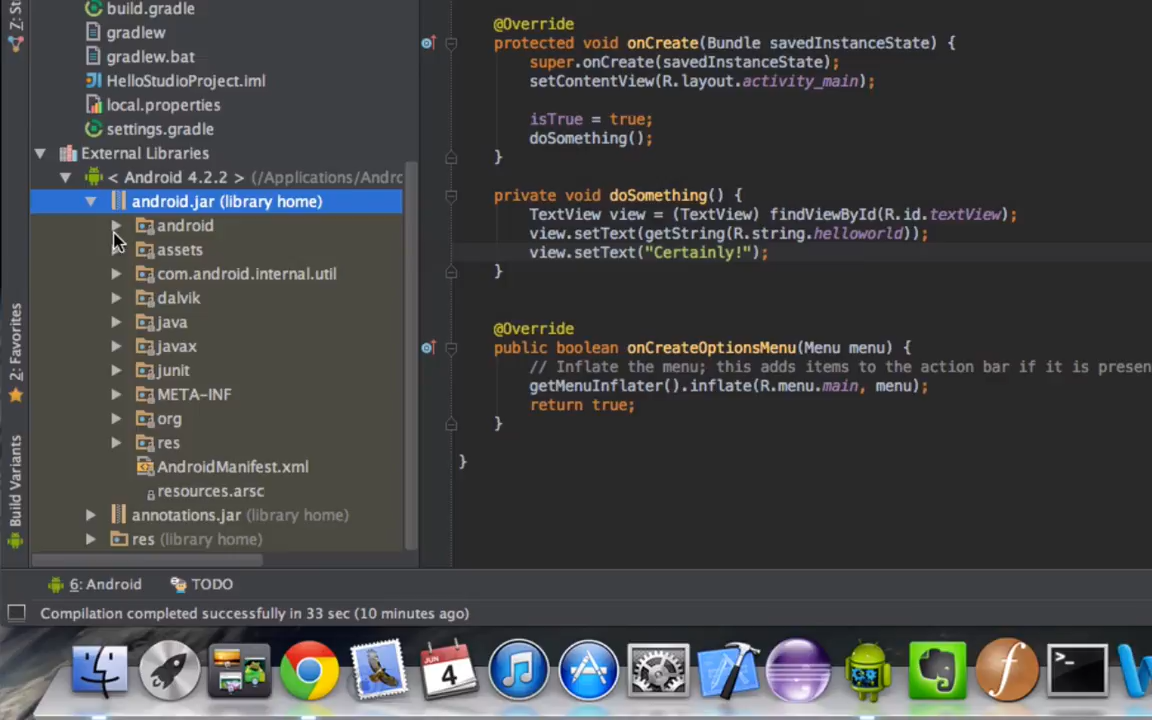 build.gradle
gradlew
gradlew.bat
HelloStudioProject.iml
local.properties
settings.gradle
External Libraries
< Android 4.2.2 > (/Applications/Andrc
android.jar (library home)
android
assets
com.android.internal.util
dalvik
java
javax
junit
META-INF
org
res
AndroidManifest.xml
resources.arsc
annotations.jar (library home)
res (library home)
2: Favorites
Build Variants
@Override
protected void onCreate(Bundle savedInstanceState) {
super.onCreate(savedInstanceState);
setContentView(R.layout.activity_main);
isTrue = true;
doSomething();
}
private void doSomething() {
TextView view = (TextView) findViewById(R.id.textView);
view.setText(getString(R.string.helloworld));
view.setText("Certainly!");
}
@Override
public boolean onCreateOptionsMenu(Menu menu) {
// Inflate the menu; this adds items to the action bar if it is presen
getMenuInflater().inflate(R.menu.main, menu);
return true;
}
}
6: Android TODO
Compilation completed successfully in 33 sec (10 minutes ago)
JUN
4
f
>_
W